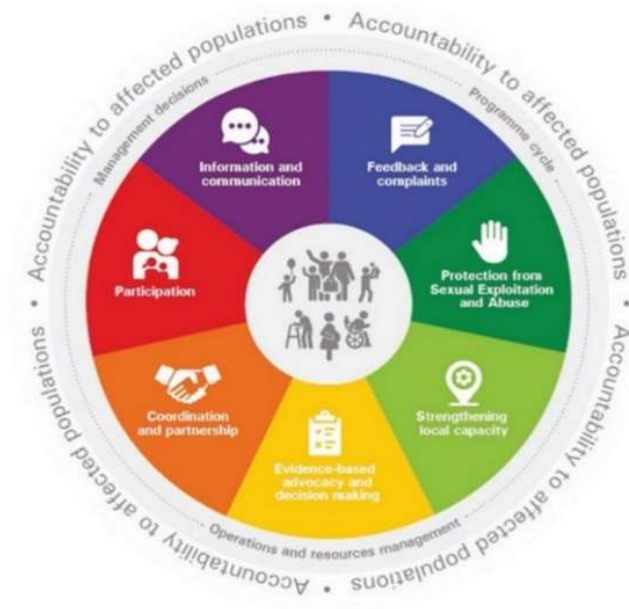 Accountability to affected populations • Accountability to affected populations • Accountability to affected populations • Accountability to affected populations •
Management decisions
Programme cycle
Information and
communication
Feedback and
complaints
Protection from
Sexual Exploitation
and Abuse
Participation
Coordination
and partnership
Strengthening
local capacity
Evidence-based
advocacy and
decision making
Operations and resources management